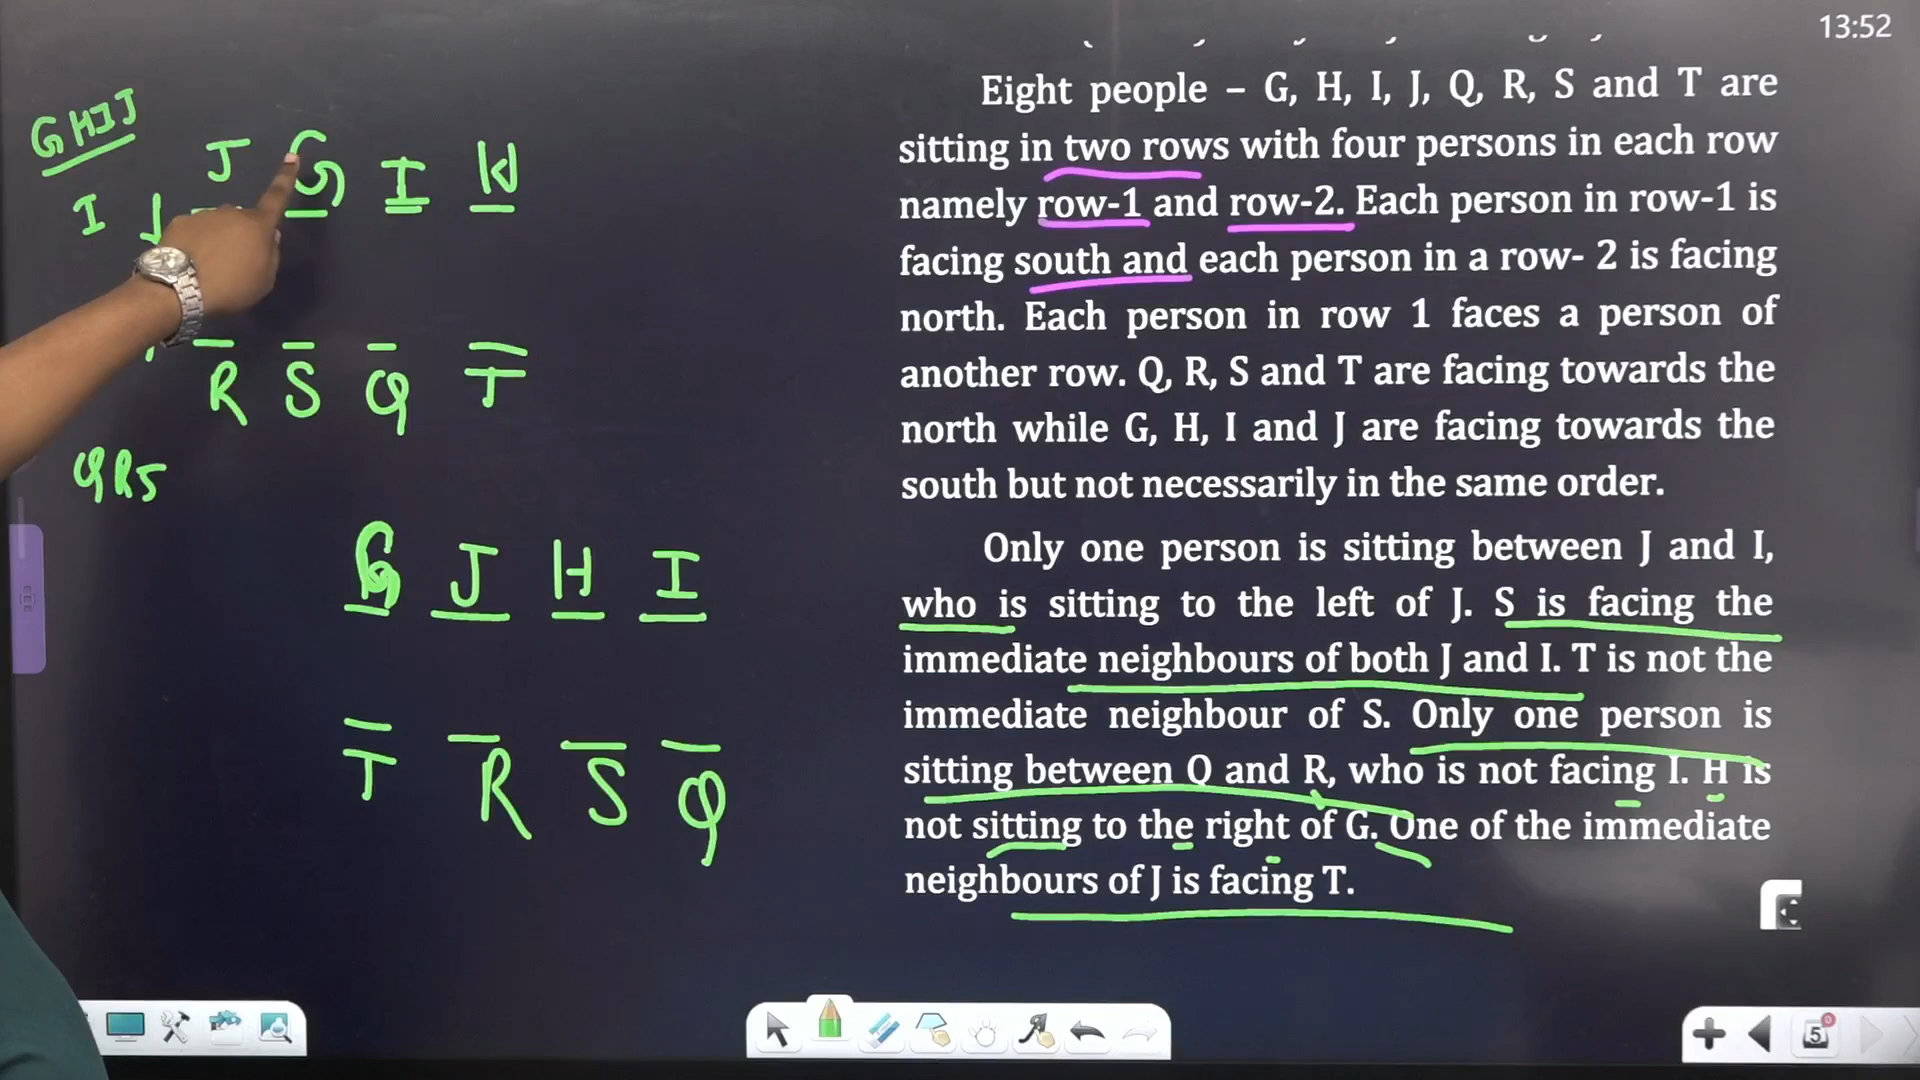 13:52
Eight people – G, H, I, J, Q, R, S and T are
sitting in two rows with four persons in each row
namely row-1 and row-2. Each person in row-1 is
facing south and each person in a row- 2 is facing
north. Each person in row 1 faces a person of
another row. Q, R, S and T are facing towards the
north while G, H, I and J are facing towards the
south but not necessarily in the same order.
Only one person is sitting between J and I,
who is sitting to the left of J. S is facing the
immediate neighbours of both J and I. T is not the
immediate neighbour of S. Only one person is
sitting between Q and R, who is not facing I. H is
not sitting to the right of G. One of the immediate
neighbours of J is facing T.
GHIJ
J G I H
I J
R S Q T
QRS
G J H I
T R S Q
5
0